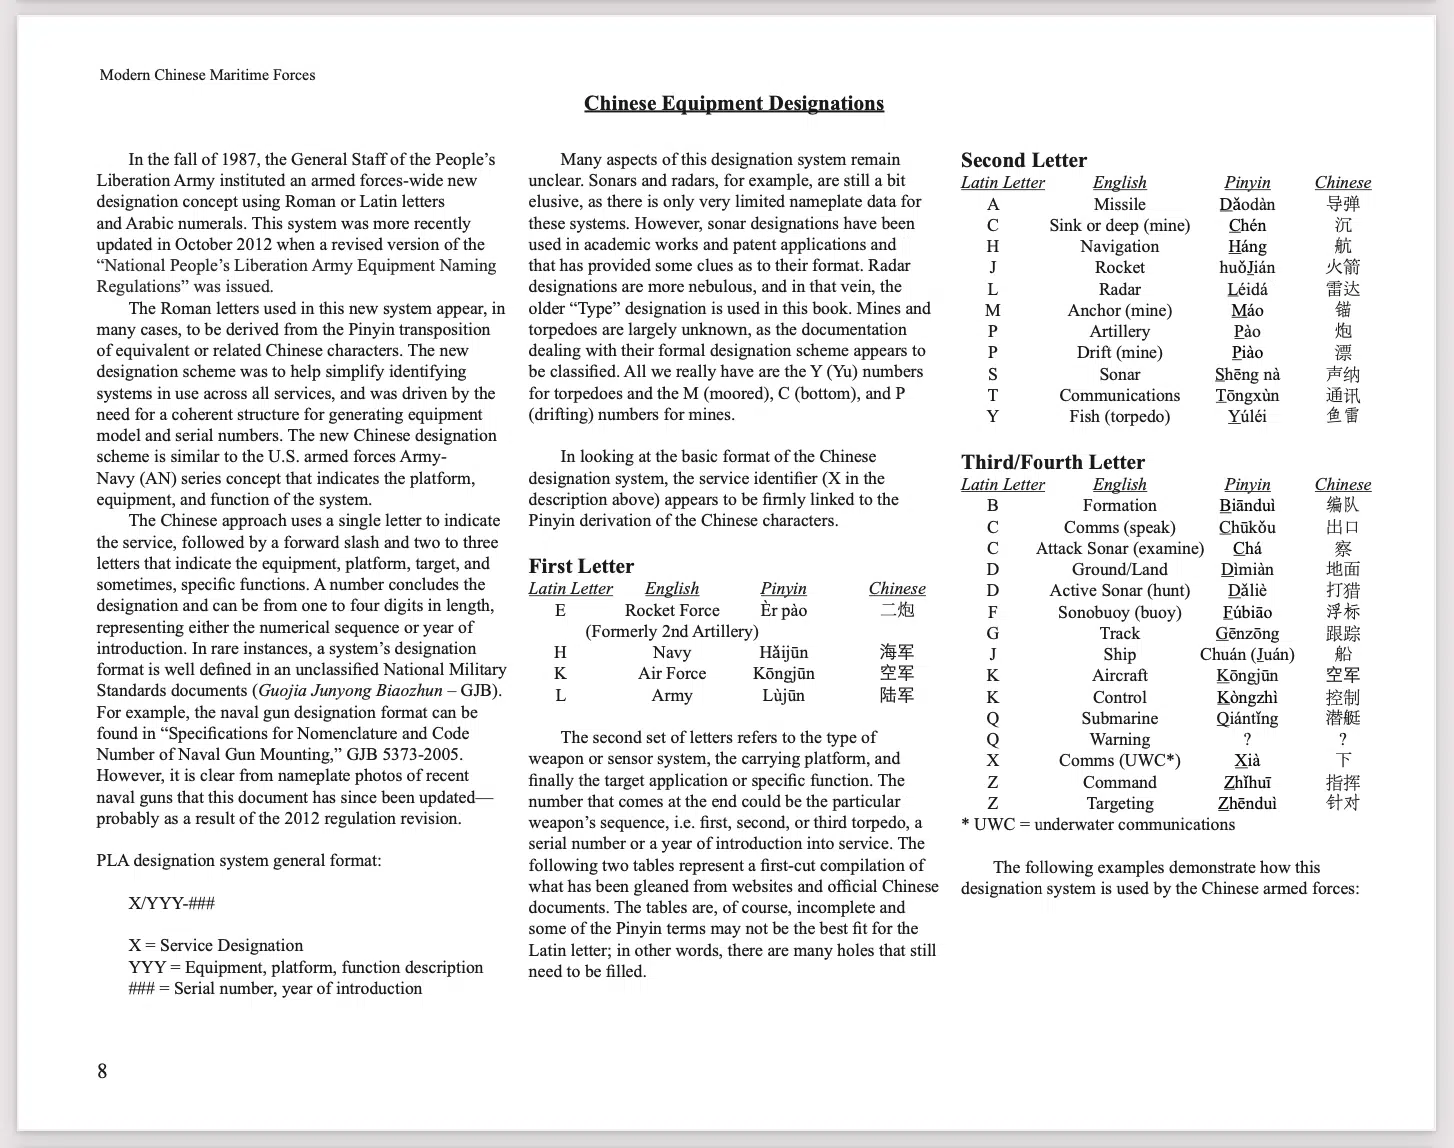 Modern Chinese Maritime Forces
Chinese Equipment Designations
In the fall of 1987, the General Staff of the People’s
Liberation Army instituted an armed forces-wide new
designation concept using Roman or Latin letters
and Arabic numerals. This system was more recently
updated in October 2012 when a revised version of the
“National People’s Liberation Army Equipment Naming
Regulations” was issued.
The Roman letters used in this new system appear, in
many cases, to be derived from the Pinyin transposition
of equivalent or related Chinese characters. The new
designation scheme was to help simplify identifying
systems in use across all services, and was driven by the
need for a coherent structure for generating equipment
model and serial numbers. The new Chinese designation
scheme is similar to the U.S. armed forces Army-
Navy (AN) series concept that indicates the platform,
equipment, and function of the system.
The Chinese approach uses a single letter to indicate
the service, followed by a forward slash and two to three
letters that indicate the equipment, platform, target, and
sometimes, specific functions. A number concludes the
designation and can be from one to four digits in length,
representing either the numerical sequence or year of
introduction. In rare instances, a system’s designation
format is well defined in an unclassified National Military
Standards documents (Guojia Junyong Biaozhun – GJB).
For example, the naval gun designation format can be
found in “Specifications for Nomenclature and Code
Number of Naval Gun Mounting,” GJB 5373-2005.
However, it is clear from nameplate photos of recent
naval guns that this document has since been updated—
probably as a result of the 2012 regulation revision.
PLA designation system general format:
X/YYY-###
X = Service Designation
YYY = Equipment, platform, function description
### = Serial number, year of introduction
Many aspects of this designation system remain
unclear. Sonars and radars, for example, are still a bit
elusive, as there is only very limited nameplate data for
these systems. However, sonar designations have been
used in academic works and patent applications and
that has provided some clues as to their format. Radar
designations are more nebulous, and in that vein, the
older “Type” designation is used in this book. Mines and
torpedoes are largely unknown, as the documentation
dealing with their formal designation scheme appears to
be classified. All we really have are the Y (Yu) numbers
for torpedoes and the M (moored), C (bottom), and P
(drifting) numbers for mines.
In looking at the basic format of the Chinese
designation system, the service identifier (X in the
description above) appears to be firmly linked to the
Pinyin derivation of the Chinese characters.
First Letter
Latin Letter English Pinyin Chinese
E Rocket Force Èr pào 二炮
(Formerly 2nd Artillery)
H Navy Hǎijūn 海军
K Air Force Kōngjūn 空军
L Army Lùjūn 陆军
The second set of letters refers to the type of
weapon or sensor system, the carrying platform, and
finally the target application or specific function. The
number that comes at the end could be the particular
weapon’s sequence, i.e. first, second, or third torpedo, a
serial number or a year of introduction into service. The
following two tables represent a first-cut compilation of
what has been gleaned from websites and official Chinese
documents. The tables are, of course, incomplete and
some of the Pinyin terms may not be the best fit for the
Latin letter; in other words, there are many holes that still
need to be filled.
Second Letter
Latin Letter English Pinyin Chinese
A Missile Dǎodàn 导弹
C Sink or deep (mine) Chén 沉
H Navigation Háng 航
J Rocket huǒJián 火箭
L Radar Léidá 雷达
M Anchor (mine) Máo 锚
P Artillery Pào 炮
P Drift (mine) Piào 漂
S Sonar Shēng nà 声纳
T Communications Tōngxùn 通讯
Y Fish (torpedo) Yúléi 鱼雷
Third/Fourth Letter
Latin Letter English Pinyin Chinese
B Formation Biānduì 编队
C Comms (speak) Chūkǒu 出口
C Attack Sonar (examine) Chá 察
D Ground/Land Dìmiàn 地面
D Active Sonar (hunt) Dǎliè 打猎
F Sonobuoy (buoy) Fúbiāo 浮标
G Track Gēnzōng 跟踪
J Ship Chuán (Juán) 船
K Aircraft Kōngjūn 空军
K Control Kòngzhì 控制
Q Submarine Qiántǐng 潜艇
Q Warning ? ?
X Comms (UWC*) Xià 下
Z Command Zhǐhuī 指挥
Z Targeting Zhēnduì 针对
* UWC = underwater communications
The following examples demonstrate how this
designation system is used by the Chinese armed forces:
8